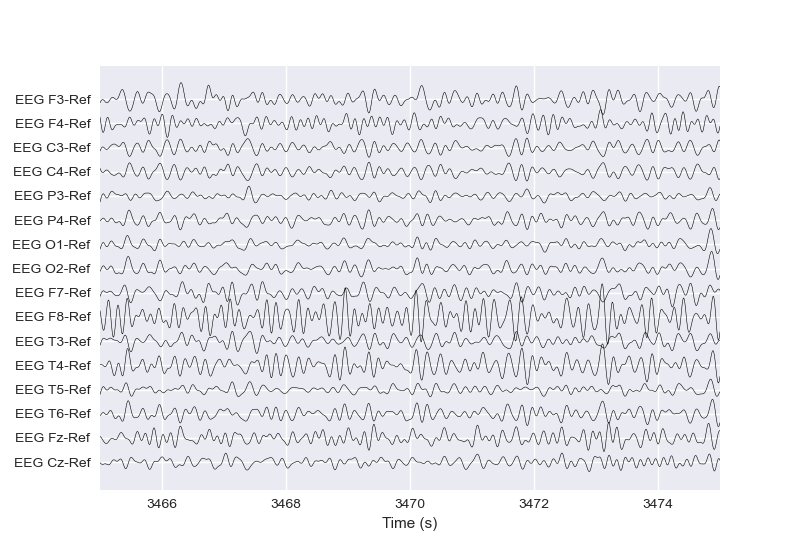 EEG F3-Ref
EEG F4-Ref
EEG C3-Ref
EEG C4-Ref
EEG P3-Ref
EEG P4-Ref
EEG O1-Ref
EEG O2-Ref
EEG F7-Ref
EEG F8-Ref
EEG T3-Ref
EEG T4-Ref
EEG T5-Ref
EEG T6-Ref
EEG Fz-Ref
EEG Cz-Ref
3466 3468 3470 3472 3474
Time (s)